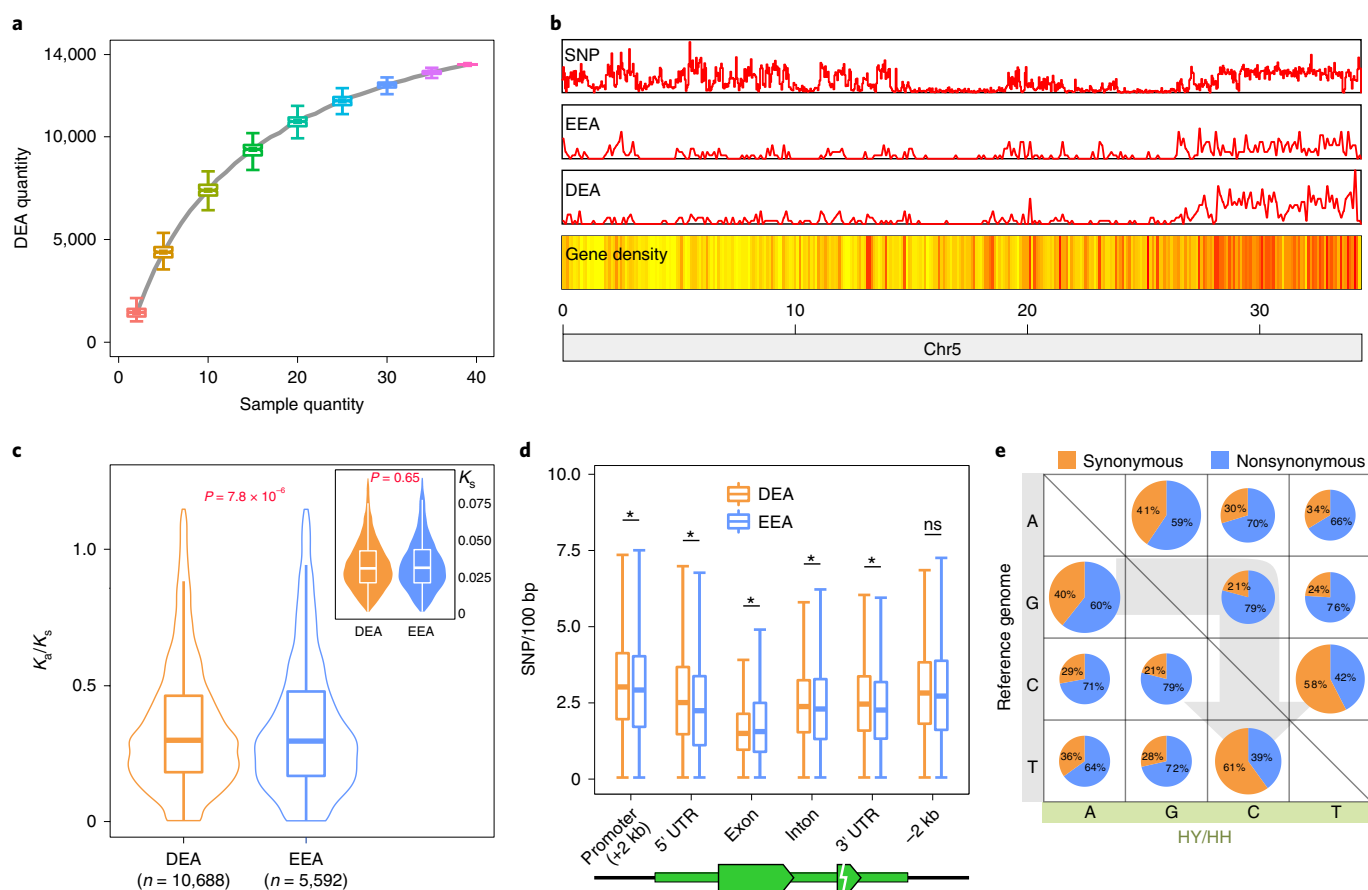 a
14,000
10,000
5,000
0
DEA quantity
0 10 20 30 40
Sample quantity
b
SNP
EEA
DEA
Gene density
0 10 20 30
Chr5
c
P = 7.8 × 10⁻⁶
Ka/Ks
1.0
0.5
0
DEA
(n = 10,688)
EEA
(n = 5,592)
P = 0.65
Ks
0.075
0.050
0.025
0
DEA EEA
d
10.0
7.5
5.0
2.5
0
SNP/100 bp
DEA
EEA
* * * * * ns
Promoter
(+2 kb)
5' UTR
Exon
Inton
3' UTR
–2 kb
e
Synonymous Nonsynonymous
Reference genome
A
41% 59%
30% 70%
34% 66%
G
40% 60%
21% 79%
24% 76%
C
29% 71%
21% 79%
58% 42%
T
36% 64%
28% 72%
61% 39%
A G C T
HY/HH